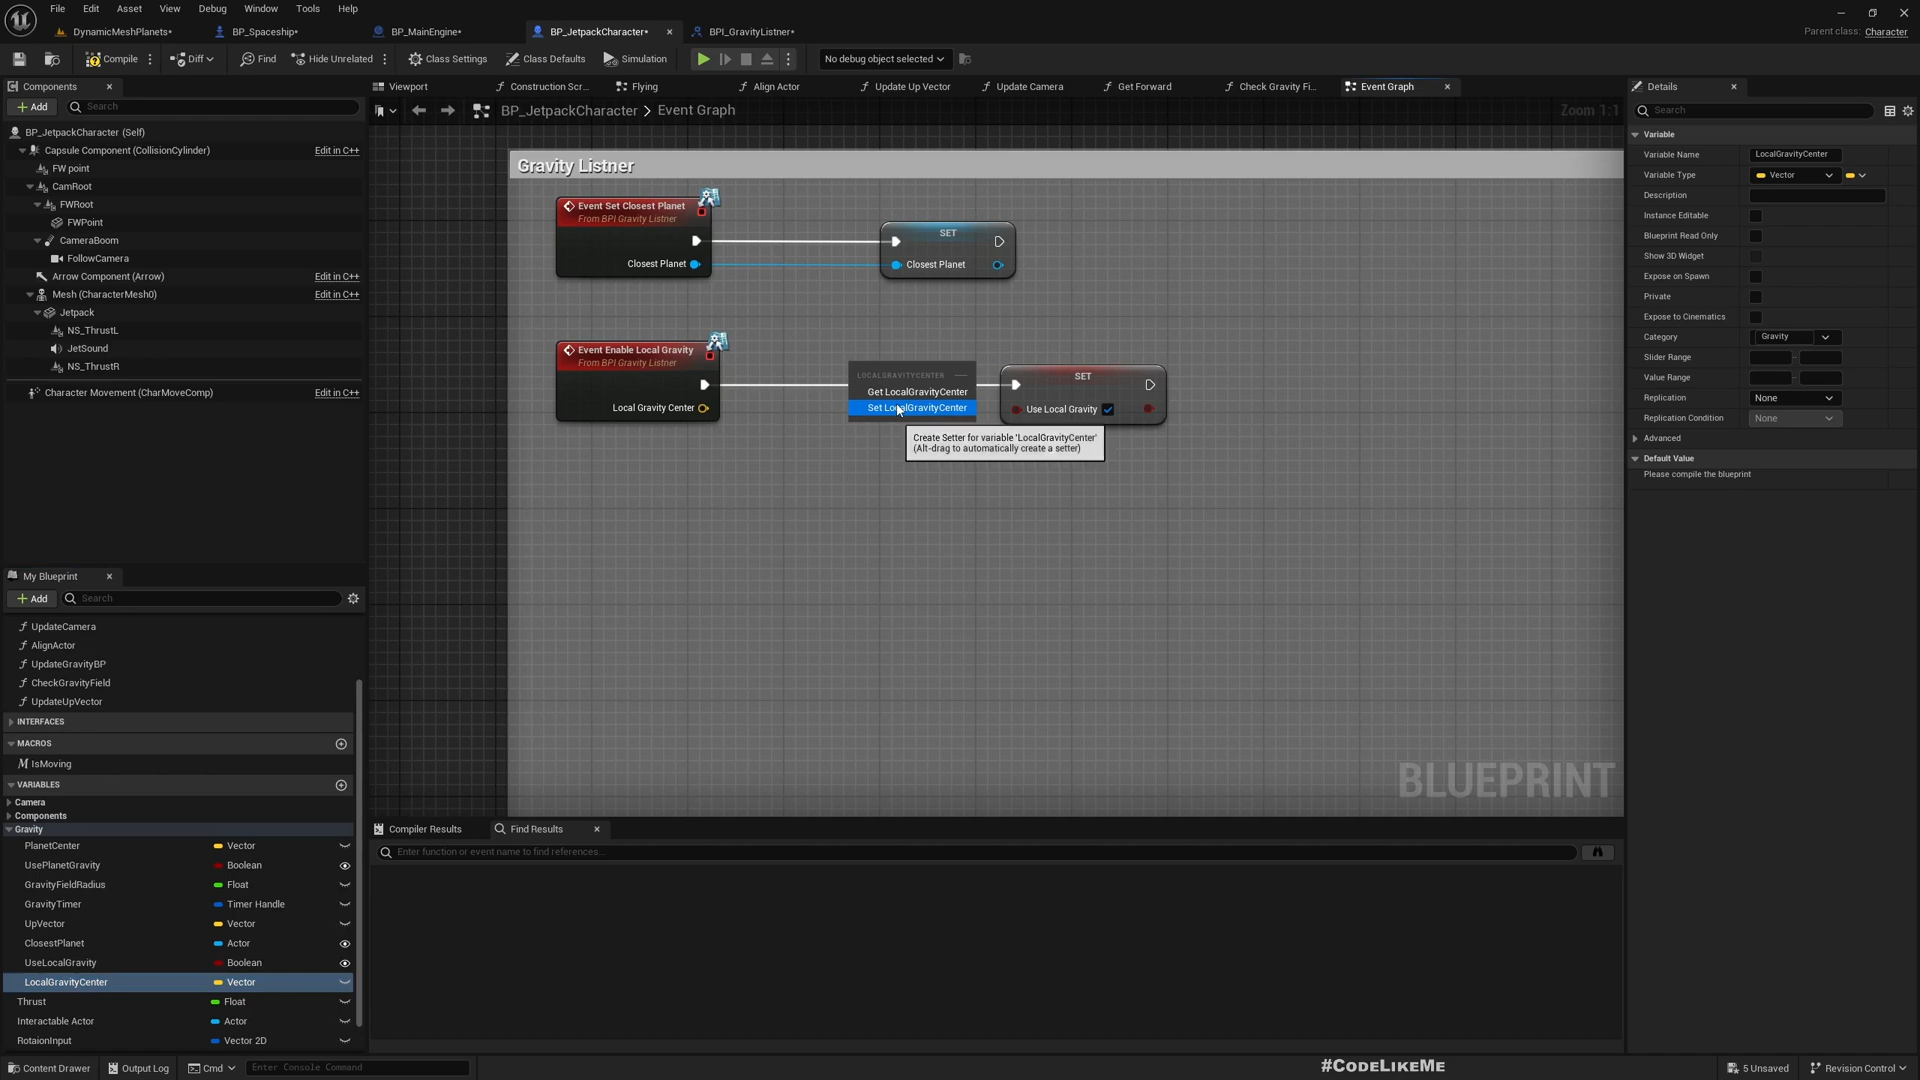 File Edit Asset View Debug Window Tools Help
DynamicMeshPlanets* BP_Spaceship* BP_MainEngine* BP_JetpackCharacter* BPI_GravityListner* Parent class: Character
Compile Diff Find Hide Unrelated Class Settings Class Defaults Simulation No debug object selected
Components
Add Search
BP_JetpackCharacter (Self)
Capsule Component (CollisionCylinder) Edit in C++
FW point
CamRoot
FWRoot
FWPoint
CameraBoom
FollowCamera
Arrow Component (Arrow) Edit in C++
Mesh (CharacterMesh0) Edit in C++
Jetpack
NS_ThrustL
JetSound
NS_ThrustR
Character Movement (CharMoveComp) Edit in C++
My Blueprint
Add Search
UpdateCamera
AlignActor
UpdateGravityBP
CheckGravityField
UpdateUpVector
INTERFACES
MACROS
IsMoving
VARIABLES
Camera
Components
Gravity
PlanetCenter Vector
UsePlanetGravity Boolean
GravityFieldRadius Float
GravityTimer Timer Handle
UpVector Vector
ClosestPlanet Actor
UseLocalGravity Boolean
LocalGravityCenter Vector
Thrust Float
Interactable Actor Actor
RotaionInput Vector 2D
Viewport Construction Scr... Flying Align Actor Update Up Vector Update Camera Get Forward Check Gravity Fi... Event Graph
BP_JetpackCharacter > Event Graph Zoom 1:1
Gravity Listner
Event Set Closest Planet
From BPI Gravity Listner
Closest Planet
SET
Closest Planet
Event Enable Local Gravity
From BPI Gravity Listner
Local Gravity Center
LOCALGRAVITYCENTER
Get LocalGravityCenter
Set LocalGravityCenter
SET
Use Local Gravity
Create Setter for variable 'LocalGravityCenter'
(Alt-drag to automatically create a setter)
BLUEPRINT
Compiler Results Find Results
Enter function or event name to find references...
Details
Search
Variable
Variable Name LocalGravityCenter
Variable Type Vector
Description
Instance Editable
Blueprint Read Only
Show 3D Widget
Expose on Spawn
Private
Expose to Cinematics
Category Gravity
Slider Range
Value Range
Replication None
Replication Condition None
Advanced
Default Value
Please compile the blueprint
Content Drawer Output Log Cmd Enter Console Command #CODELIKEME 5 Unsaved Revision Control